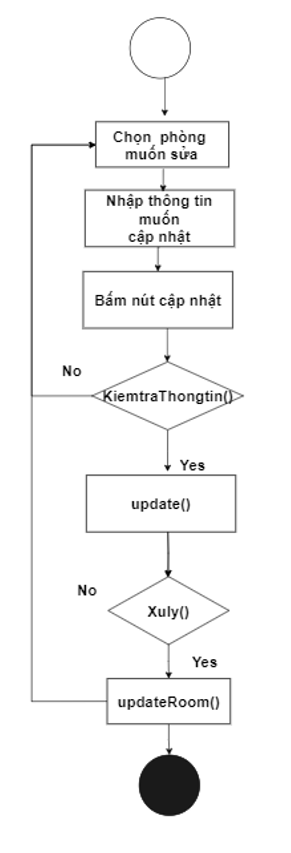 Chọn phòng
muốn sửa
Nhập thông tin
muốn
cập nhật
Bấm nút cập nhật
No
KiemtraThongtin()
Yes
update()
No
Xuly()
Yes
updateRoom()